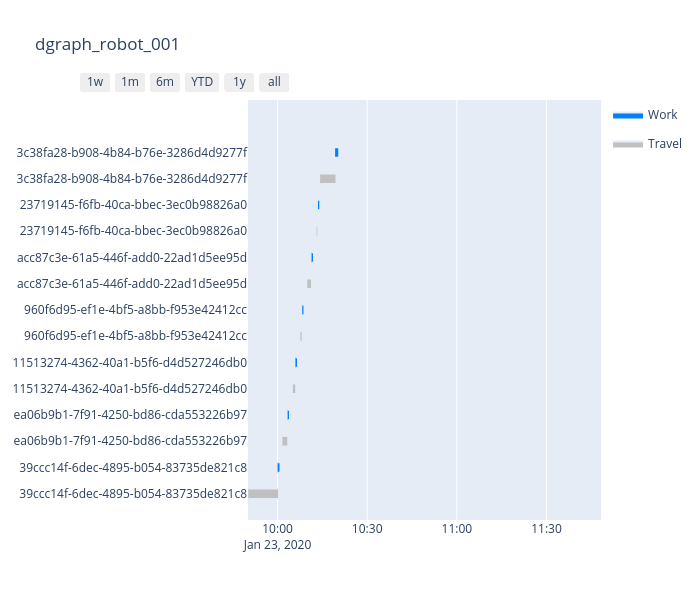 dgraph_robot_001
1w 1m 6m YTD 1y all
Work
Travel
3c38fa28-b908-4b84-b76e-3286d4d9277f
3c38fa28-b908-4b84-b76e-3286d4d9277f
23719145-f6fb-40ca-bbec-3ec0b98826a0
23719145-f6fb-40ca-bbec-3ec0b98826a0
acc87c3e-61a5-446f-add0-22ad1d5ee95d
acc87c3e-61a5-446f-add0-22ad1d5ee95d
960f6d95-ef1e-4bf5-a8bb-f953e42412cc
960f6d95-ef1e-4bf5-a8bb-f953e42412cc
11513274-4362-40a1-b5f6-d4d527246db0
11513274-4362-40a1-b5f6-d4d527246db0
ea06b9b1-7f91-4250-bd86-cda553226b97
ea06b9b1-7f91-4250-bd86-cda553226b97
39ccc14f-6dec-4895-b054-83735de821c8
39ccc14f-6dec-4895-b054-83735de821c8
10:00 10:30 11:00 11:30
Jan 23, 2020